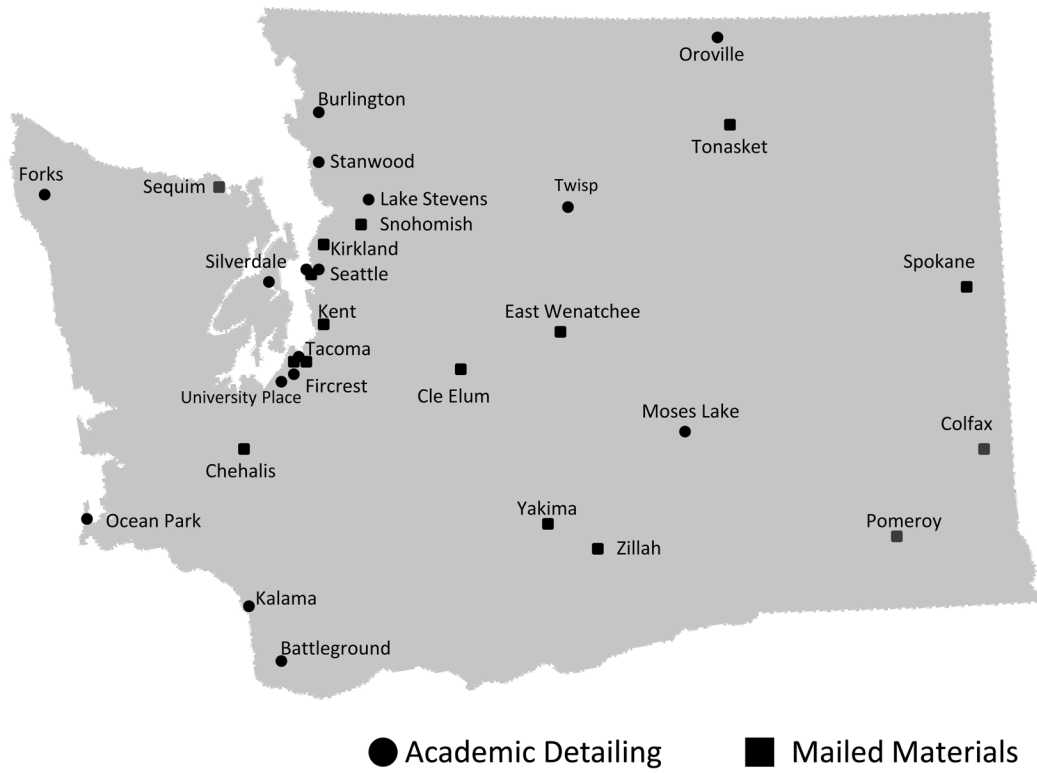 Oroville
Burlington
Tonasket
Stanwood
Forks
Sequim
Twisp
Lake Stevens
Snohomish
Kirkland
Silverdale
Seattle
Spokane
Kent
East Wenatchee
Tacoma
Fircrest
University Place
Cle Elum
Moses Lake
Colfax
Chehalis
Yakima
Ocean Park
Pomeroy
Zillah
Kalama
Battleground
Academic Detailing
Mailed Materials